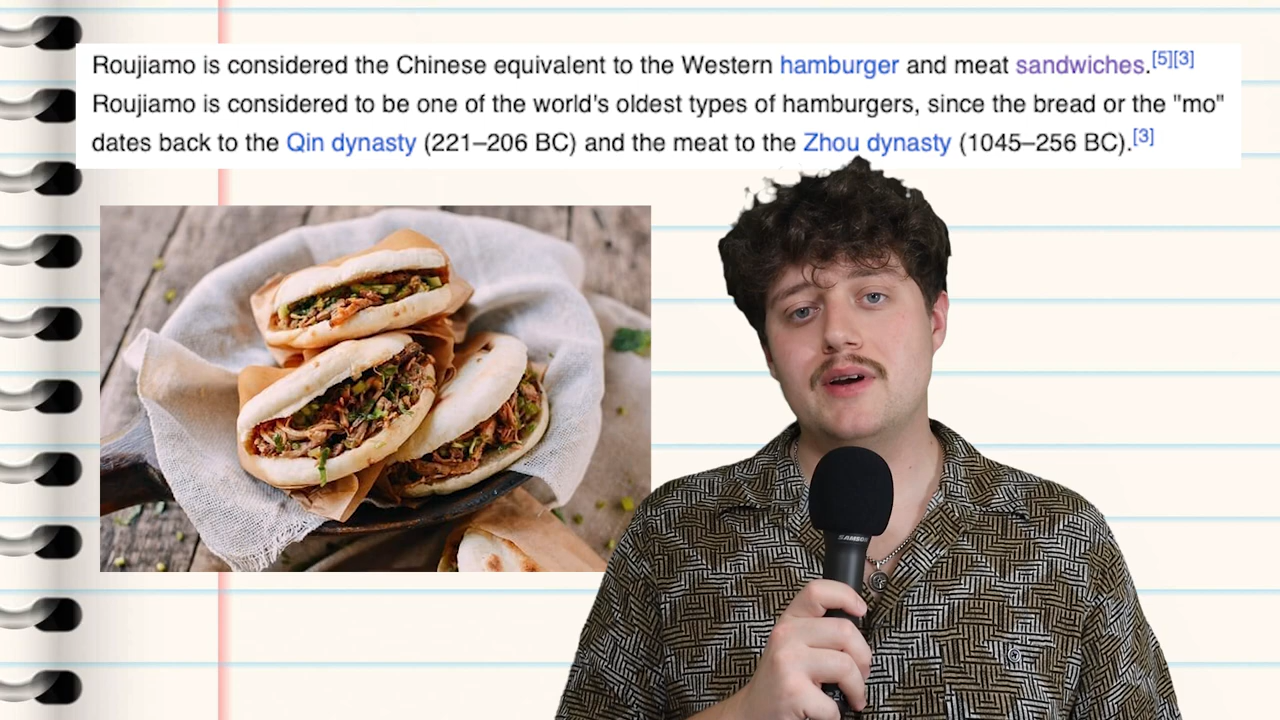 Roujiamo is considered the Chinese equivalent to the Western hamburger and meat sandwiches.[5][3]
Roujiamo is considered to be one of the world's oldest types of hamburgers, since the bread or the "mo"
dates back to the Qin dynasty (221–206 BC) and the meat to the Zhou dynasty (1045–256 BC).[3]
SAMSON